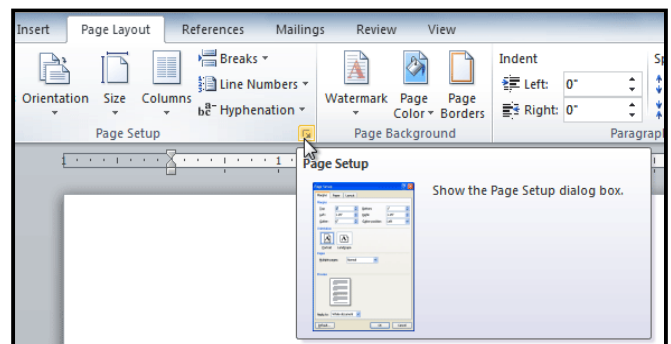 Insert Page Layout References Mailings Review View
Breaks
Line Numbers
Hyphenation
Orientation Size Columns
Page Setup
Watermark Page Color Page Borders
Page Background
Indent
Left: 0"
Right: 0"
Paragrap
1 1
Page Setup
Show the Page Setup dialog box.